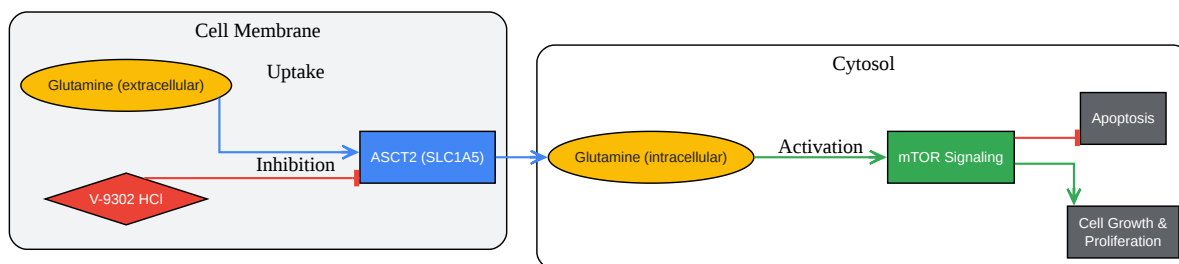 Cell Membrane
Uptake
Glutamine (extracellular)
Inhibition
ASCT2 (SLC1A5)
V-9302 HCl
Cytosol
Glutamine (intracellular)
Activation
mTOR Signaling
Apoptosis
Cell Growth &
Proliferation